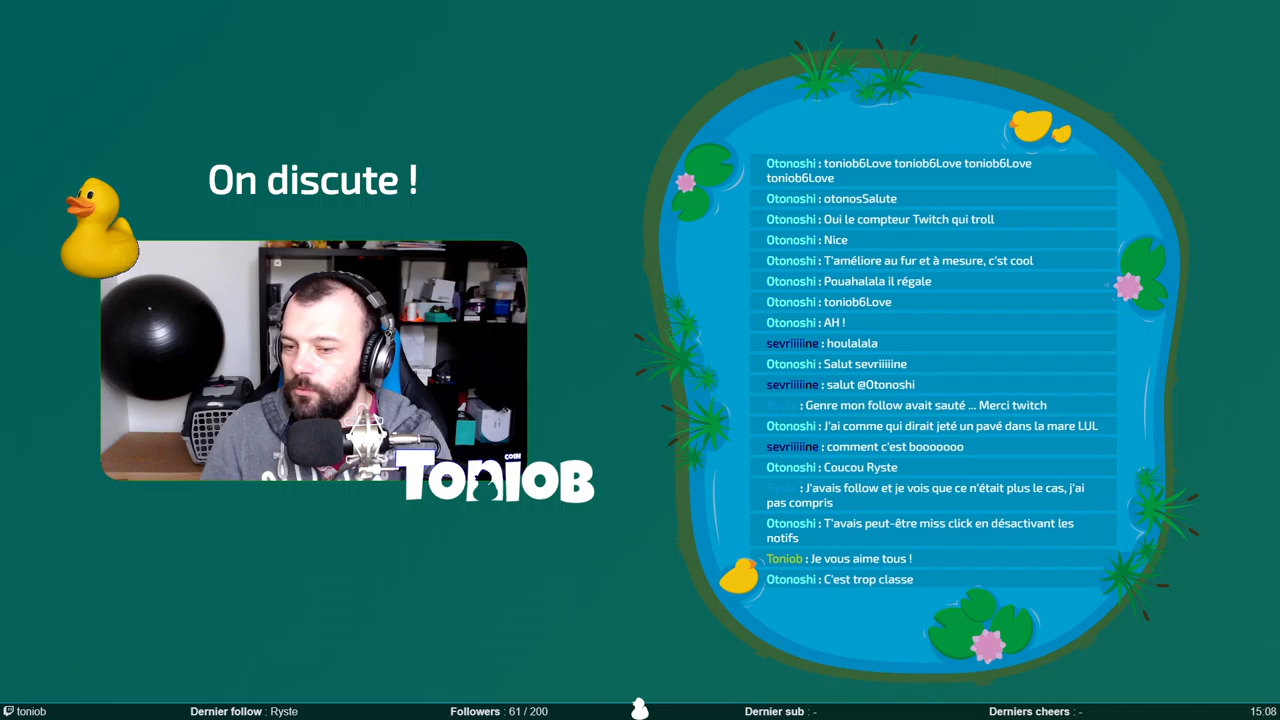 On discute !
Otonoshi : toniob6Love toniob6Love toniob6Love
toniob6Love
Otonoshi : otonosSalute
Otonoshi : Oui le compteur Twitch qui troll
Otonoshi : Nice
Otonoshi : T'améliore au fur et à mesure, c'st cool
Otonoshi : Pouahalala il régale
Otonoshi : toniob6Love
Otonoshi : AH !
sevriiiiine : houlalala
Otonoshi : Salut sevriiiiine
sevriiiiine : salut @Otonoshi
Ryste : Genre mon follow avait sauté ... Merci twitch
Otonoshi : J'ai comme qui dirait jeté un pavé dans la mare LUL
sevriiiiine : comment c'est booooooo
Otonoshi : Coucou Ryste
Ryste : J'avais follow et je vois que ce n'était plus le cas, j'ai
pas compris
Otonoshi : T'avais peut-être miss click en désactivant les
notifs
Toniob : Je vous aime tous !
Otonoshi : C'est trop classe
COIN
TONIOB
toniob
Dernier follow : Ryste
Followers : 61 / 200
Dernier sub : -
Derniers cheers : -
15:08